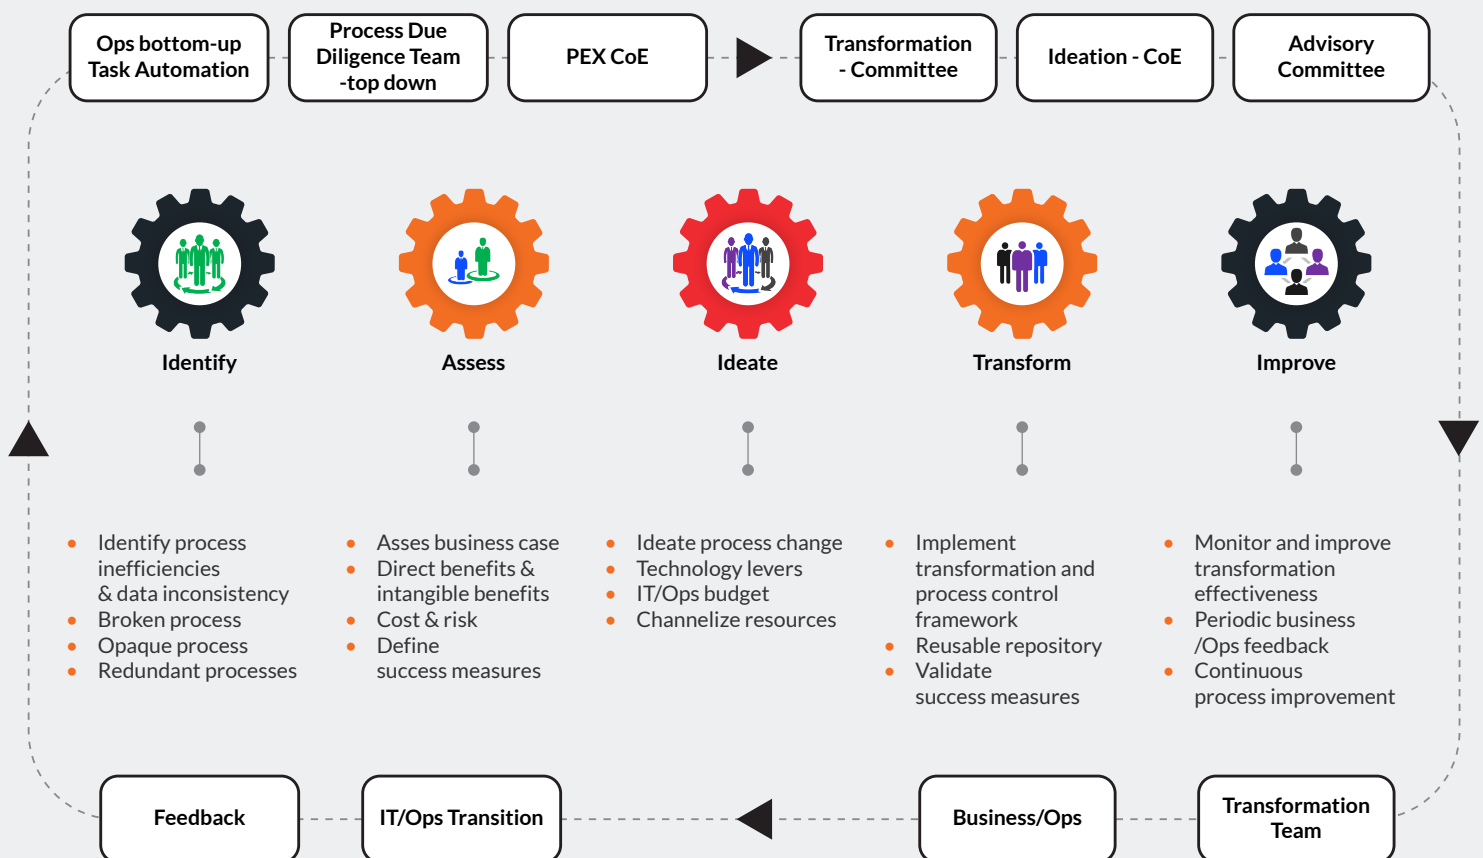 Ops bottom-up
Task Automation
Process Due
Diligence Team
-top down
PEX CoE
Transformation
- Committee
Ideation - CoE
Advisory
Committee
Identify
Assess
Ideate
Transform
Improve
• Identify process
inefficiencies
& data inconsistency
• Broken process
• Opaque process
• Redundant processes
• Asses business case
• Direct benefits &
intangible benefits
• Cost & risk
• Define
success measures
• Ideate process change
• Technology levers
• IT/Ops budget
• Channelize resources
• Implement
transformation and
process control
framework
• Reusable repository
• Validate
success measures
• Monitor and improve
transformation
effectiveness
• Periodic business
/Ops feedback
• Continuous
process improvement
Feedback
IT/Ops Transition
Business/Ops
Transformation
Team